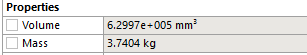 Properties
Volume 6.2997e+005 mm³
Mass 3.7404 kg